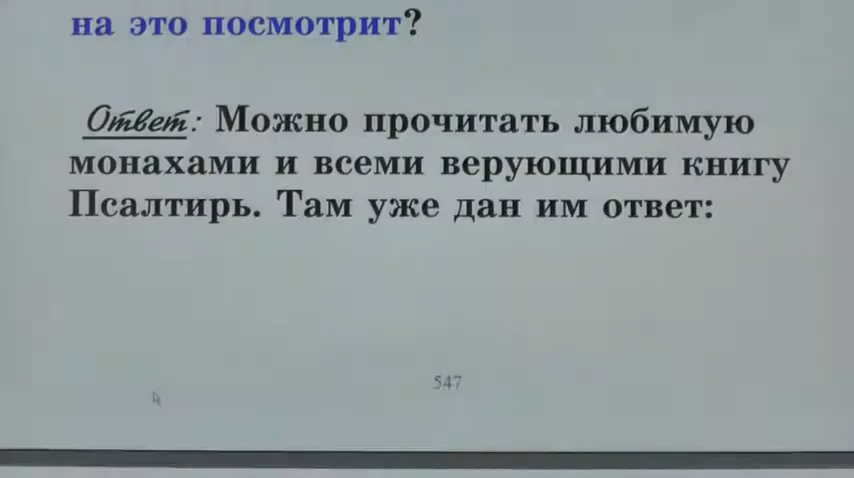 на это посмотрит?
Ответ: Можно прочитать любимую
монахами и всеми верующими книгу
Псалтирь. Там уже дан им ответ:
547